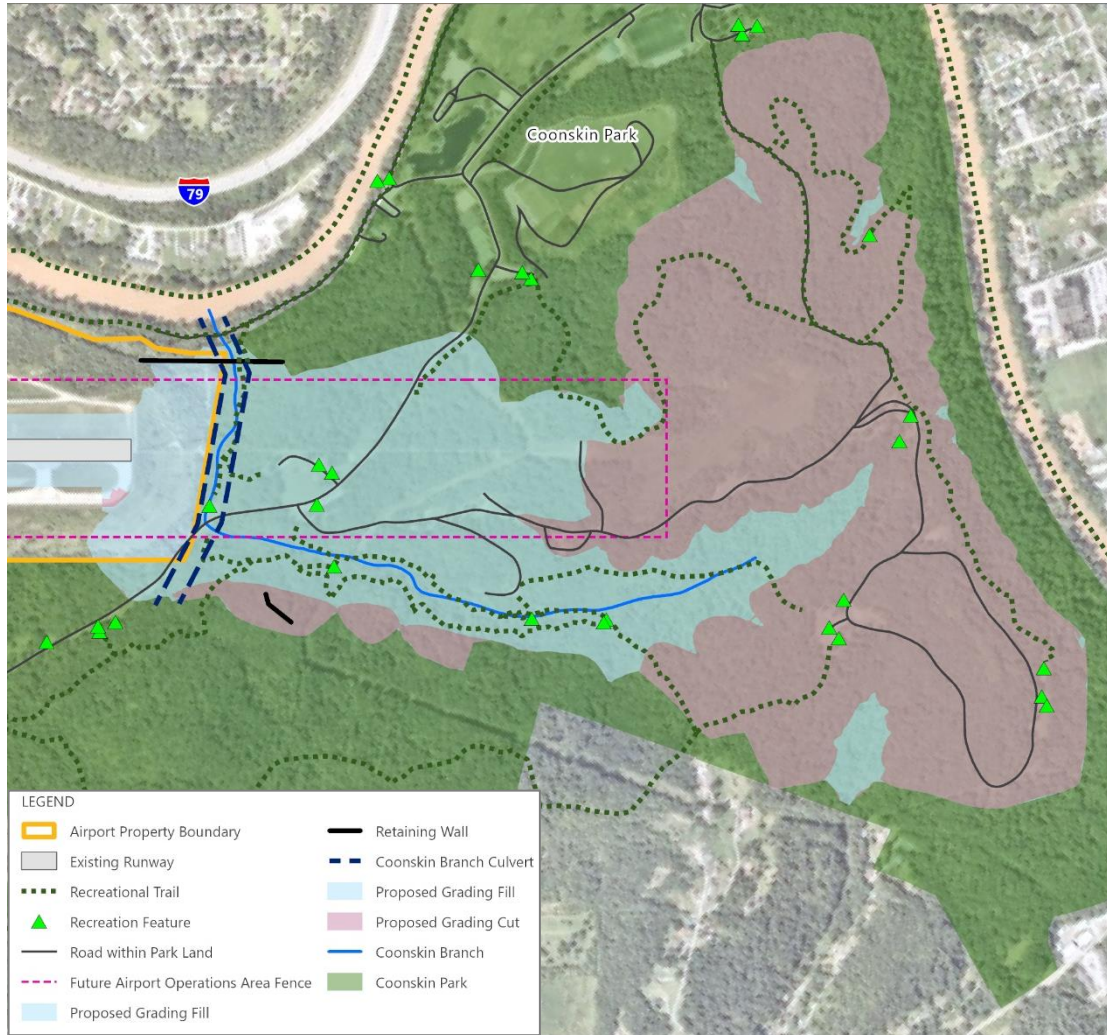 Coonskin Park
79
LEGEND
Airport Property Boundary
Existing Runway
Recreational Trail
Recreation Feature
Road within Park Land
Future Airport Operations Area Fence
Proposed Grading Fill
Retaining Wall
Coonskin Branch Culvert
Proposed Grading Fill
Proposed Grading Cut
Coonskin Branch
Coonskin Park